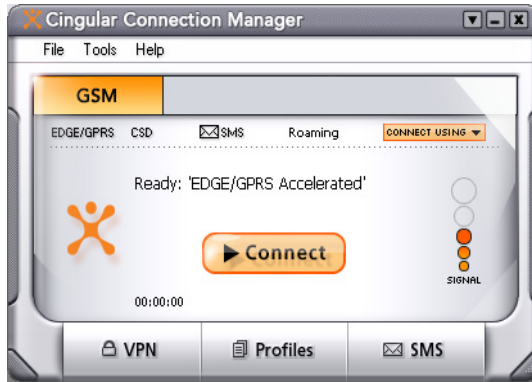 Cingular Connection Manager
File Tools Help
GSM
EDGE/GPRS CSD SMS Roaming CONNECT USING
Ready: 'EDGE/GPRS Accelerated'
Connect
SIGNAL
00:00:00
VPN Profiles SMS